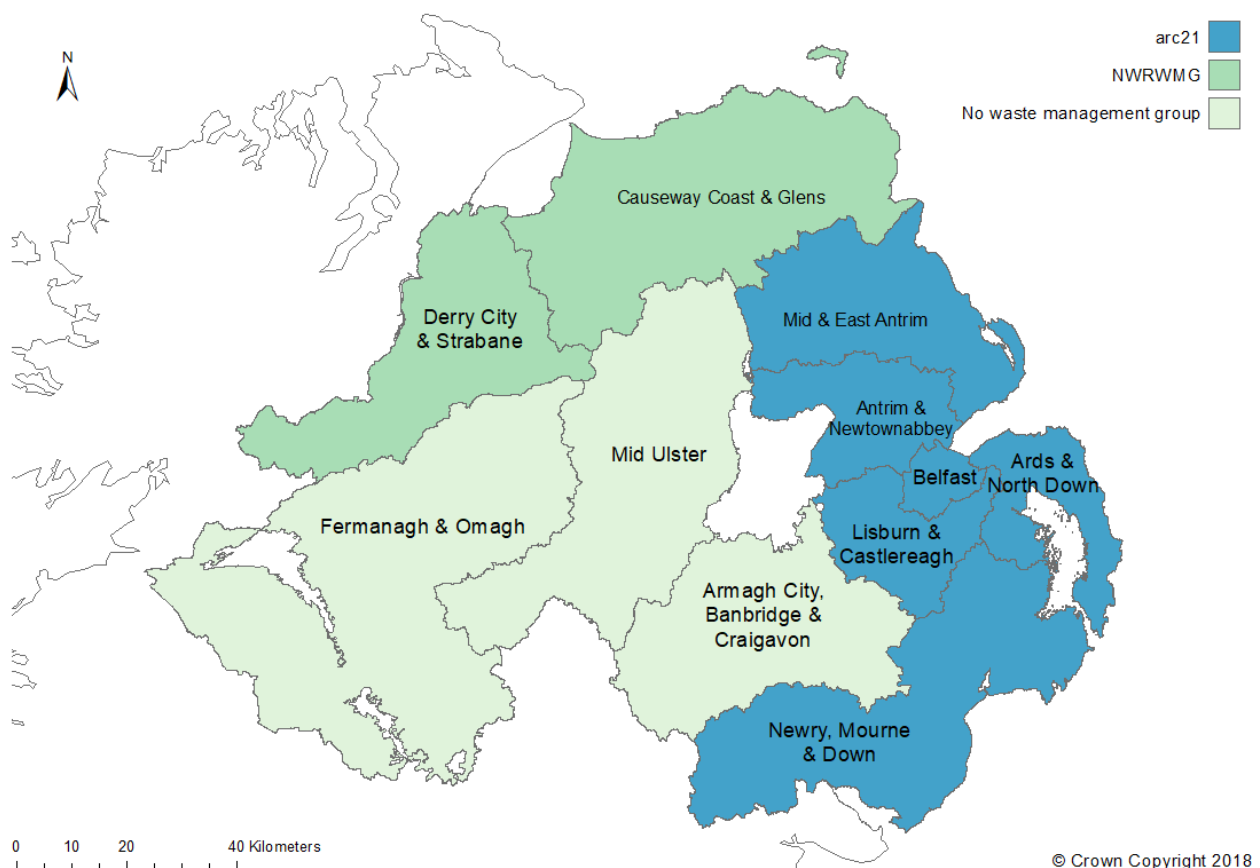 N
arc21
NWRWMG
No waste management group
Causeway Coast & Glens
Derry City
& Strabane
Mid & East Antrim
Antrim &
Newtownabbey
Mid Ulster
Belfast
Ards &
North Down
Fermanagh & Omagh
Lisburn &
Castlereagh
Armagh City,
Banbridge &
Craigavon
Newry, Mourne
& Down
0 10 20 40 Kilometers
© Crown Copyright 2018